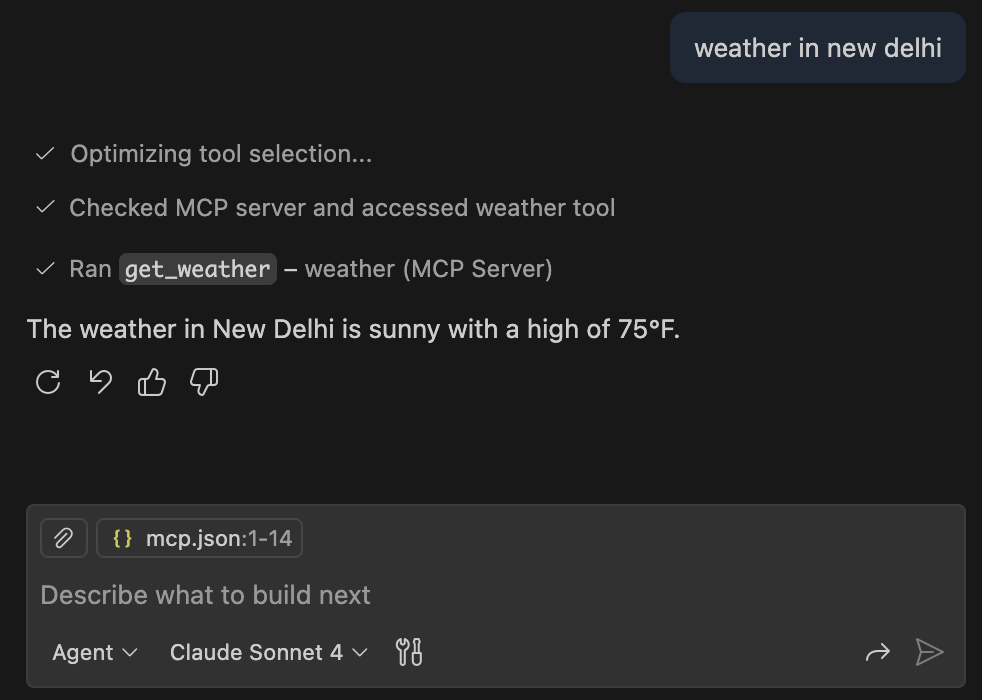 weather in new delhi
Optimizing tool selection...
Checked MCP server and accessed weather tool
Ran get_weather – weather (MCP Server)
The weather in New Delhi is sunny with a high of 75°F.
{} mcp.json:1-14
Describe what to build next
Agent Claude Sonnet 4